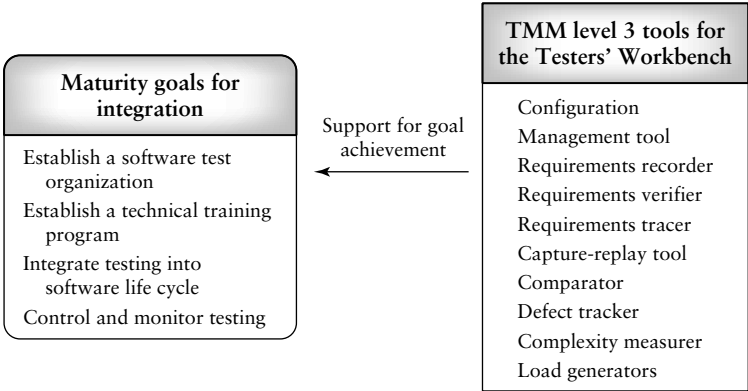 Maturity goals for
integration
Establish a software test
organization
Establish a technical training
program
Integrate testing into
software life cycle
Control and monitor testing
Support for goal
achievement
TMM level 3 tools for
the Testers’ Workbench
Configuration
Management tool
Requirements recorder
Requirements verifier
Requirements tracer
Capture-replay tool
Comparator
Defect tracker
Complexity measurer
Load generators